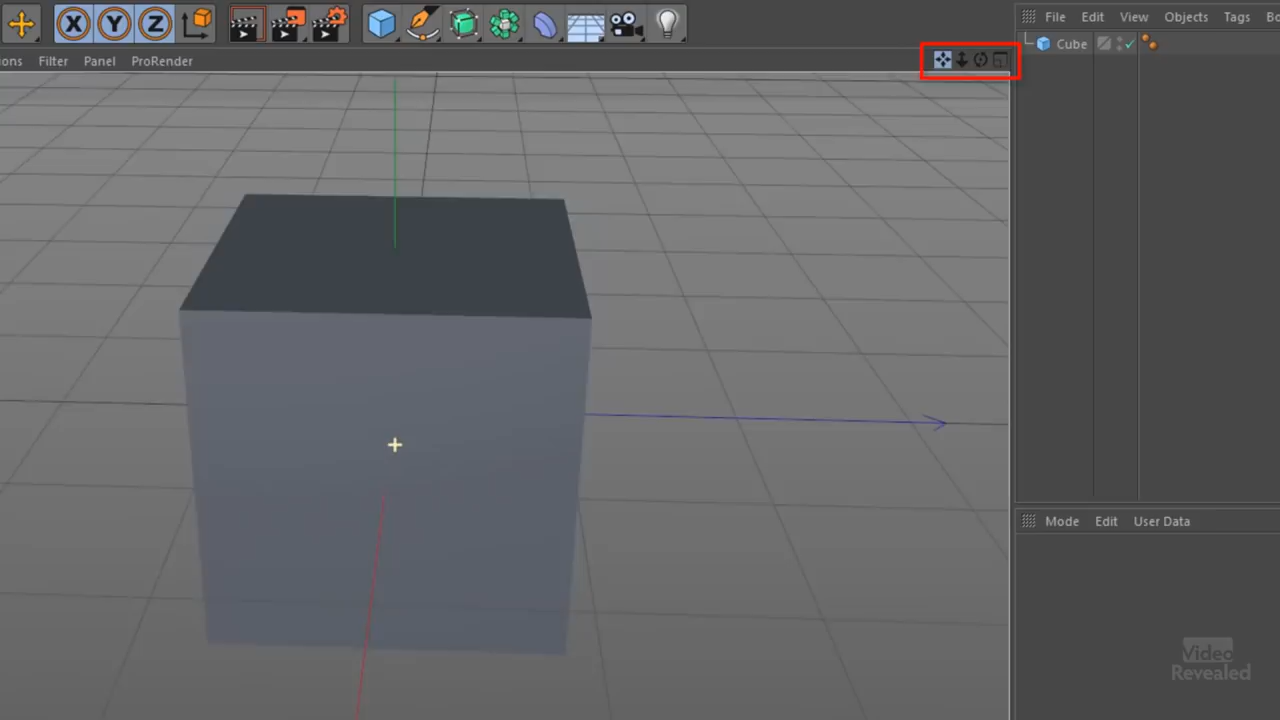 X Y Z
File Edit View Objects Tags Bo
Cube
ons Filter Panel ProRender
Mode Edit User Data
Video
Revealed